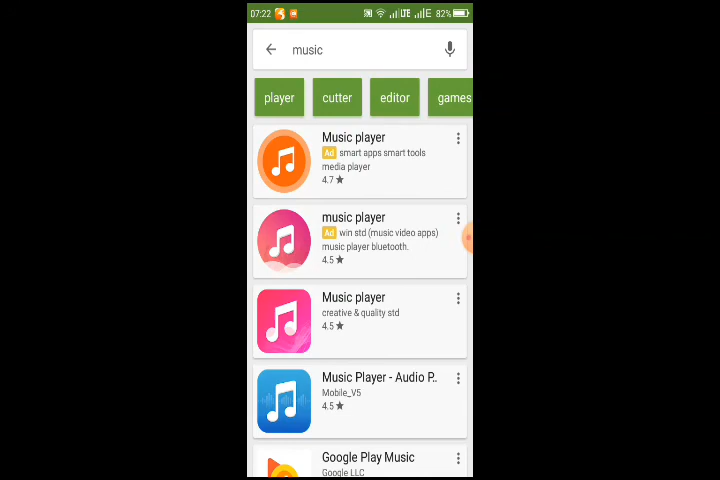 07:22 LTE E 82%
music
player cutter editor games
Music player
Ad smart apps smart tools
media player
4.7
music player
Ad win std (music video apps)
music player bluetooth.
4.5
Music player
creative & quality std
4.5
Music Player - Audio P..
Mobile_V5
4.5
Google Play Music
Google LLC